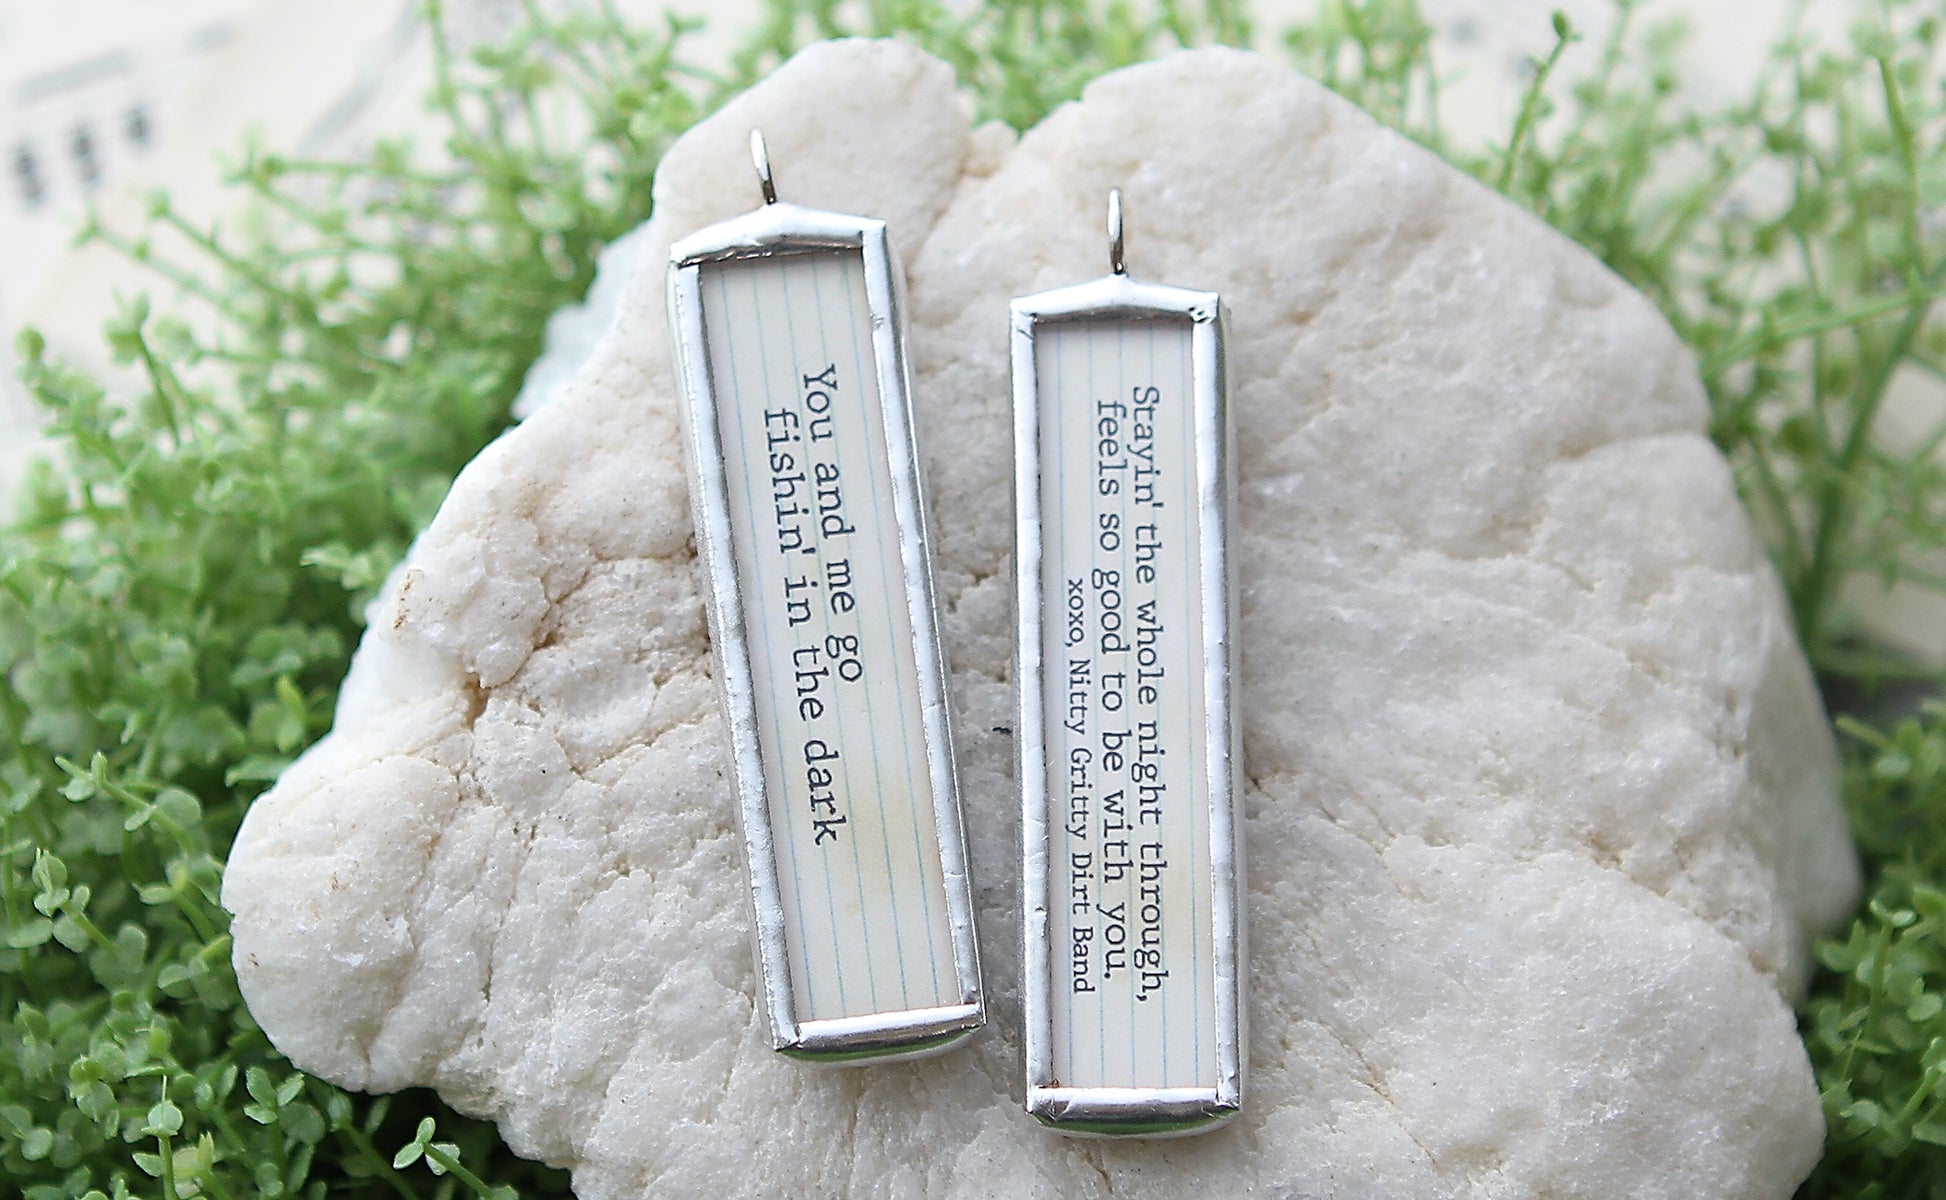 You and me go
fishin' in the dark
Stayin' the whole night through,
feels so good to be with you.
xoxo, Nitty Gritty Dirt Band